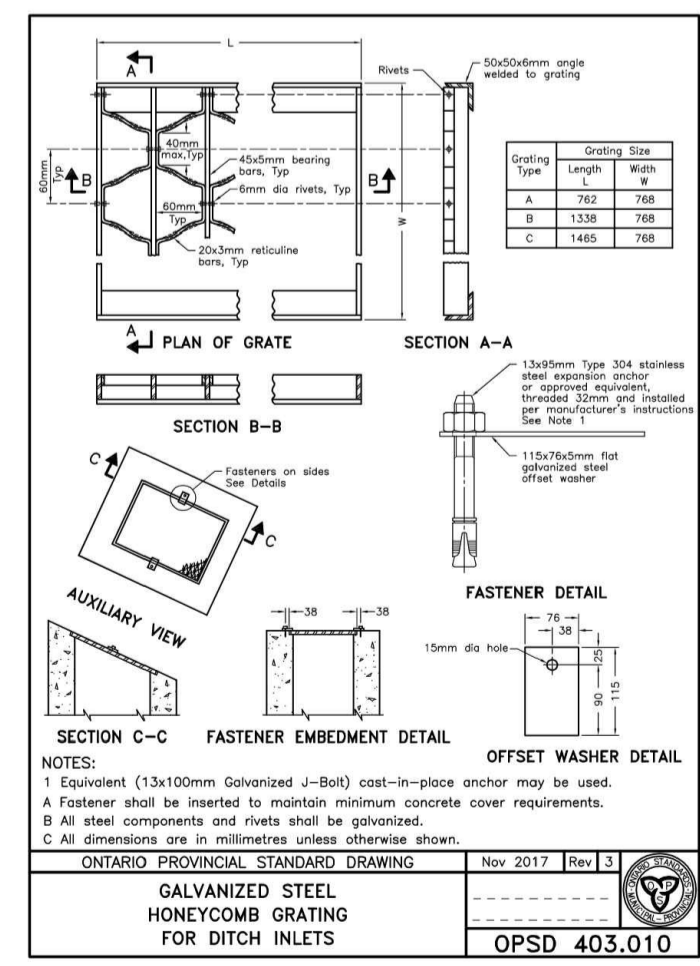 L
A
Rivets
50x50x6mm angle
welded to grating
40mm
max,Typ
60mm
Typ
B
45x5mm bearing
bars, Typ
B
6mm dia rivets, Typ
W
60mm
Typ
20x3mm reticuline
bars, Typ
Grating Type
Grating Size
Length L
Width W
A 762 768
B 1338 768
C 1465 768
A
PLAN OF GRATE
SECTION A-A
SECTION B-B
13x95mm Type 304 stainless
steel expansion anchor
or approved equivalent,
threaded 32mm and installed
per manufacturer's instructions
See Note 1
115x76x5mm flat
galvanized steel
offset washer
C
Fasteners on sides
See Details
C
AUXILIARY VIEW
FASTENER DETAIL
38
38
76
38
15mm dia hole
25
90
115
SECTION C-C
FASTENER EMBEDMENT DETAIL
OFFSET WASHER DETAIL
NOTES:
1 Equivalent (13x100mm Galvanized J-Bolt) cast-in-place anchor may be used.
A Fastener shall be inserted to maintain minimum concrete cover requirements.
B All steel components and rivets shall be galvanized.
C All dimensions are in millimetres unless otherwise shown.
ONTARIO PROVINCIAL STANDARD DRAWING
Nov 2017
Rev
3
GALVANIZED STEEL
HONEYCOMB GRATING
FOR DITCH INLETS
ONTARIO STANDARDS
MUNICIPAL - PROVINCIAL
O P S
OPSD 403.010